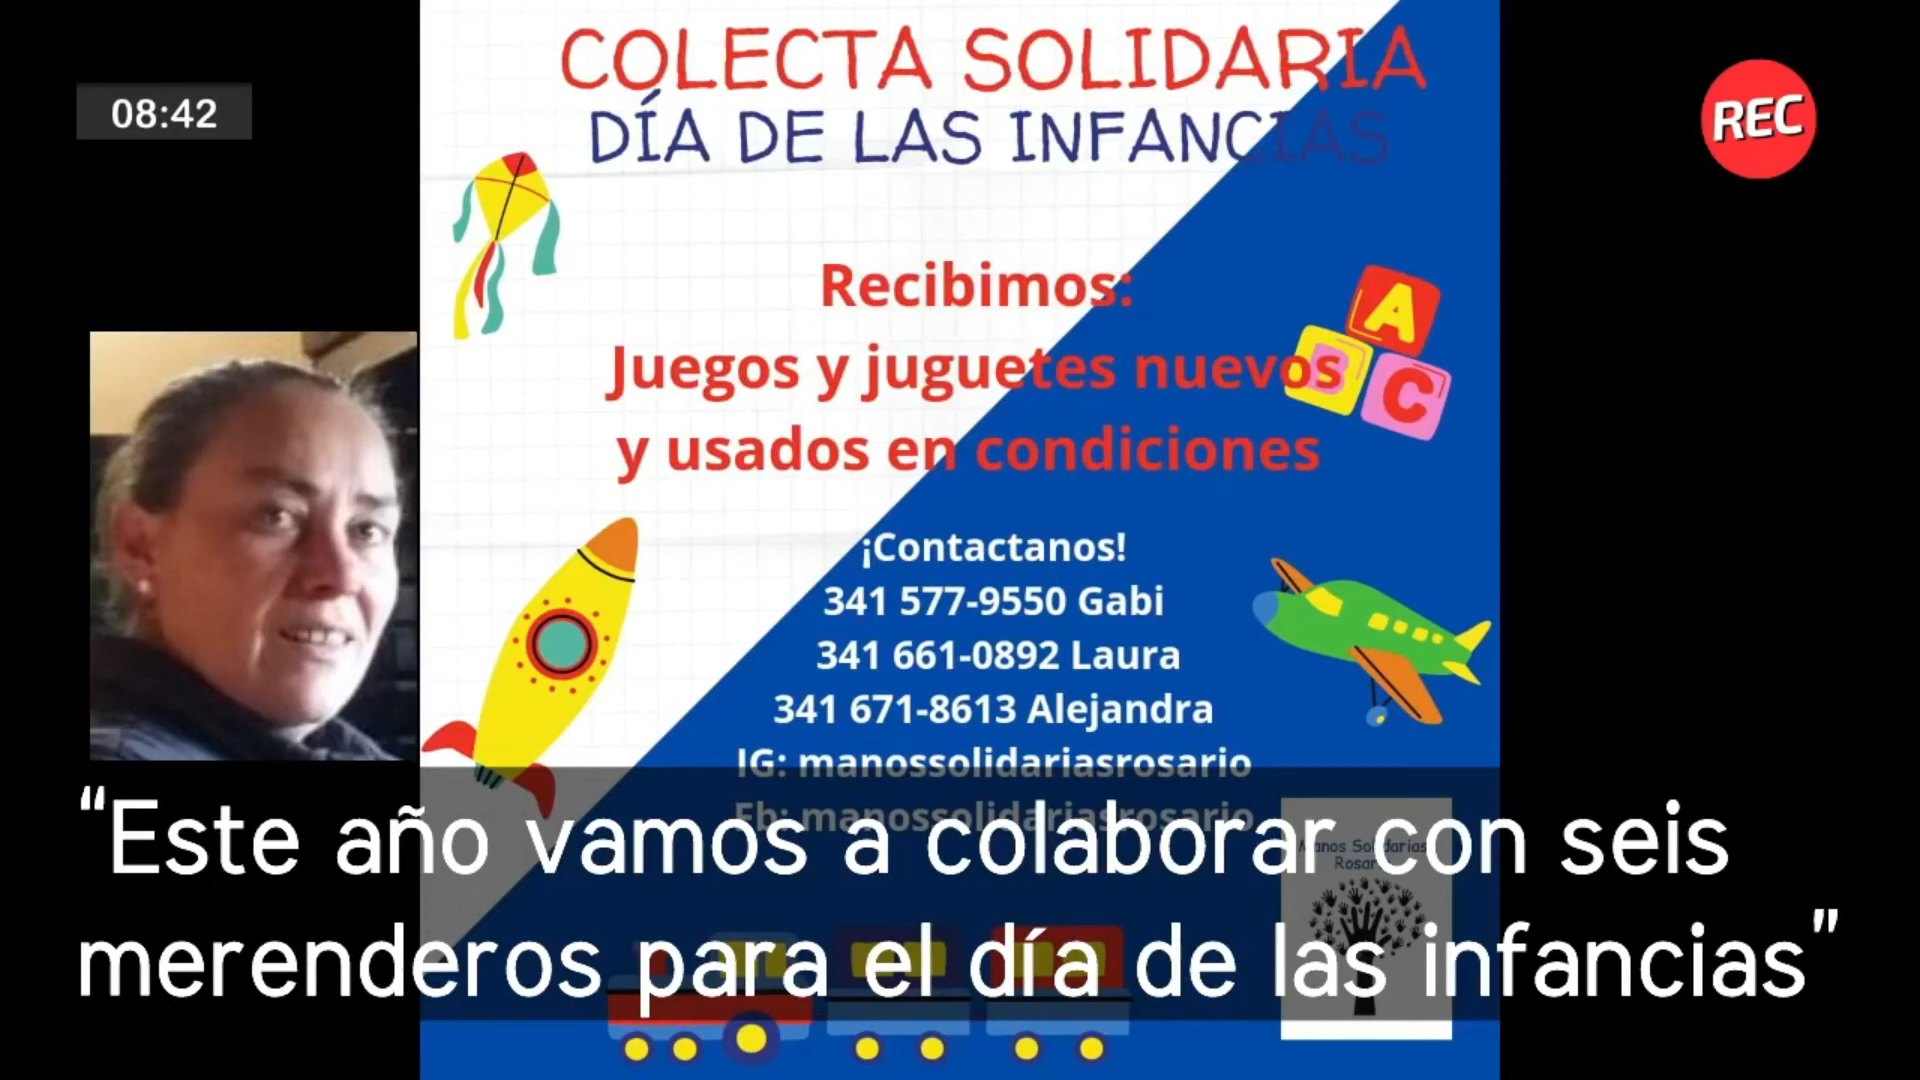 08:42
REC
COLECTA SOLIDARIA
DÍA DE LAS INFANCIAS
Recibimos:
Juegos y juguetes nuevos
y usados en condiciones
A
C
¡Contactanos!
341 577-9550 Gabi
341 661-0892 Laura
341 671-8613 Alejandra
IG: manossolidariasrosario
Fb: manossolidariasrosario
“Este año vamos a colaborar con seis
merenderos para el día de las infancias”